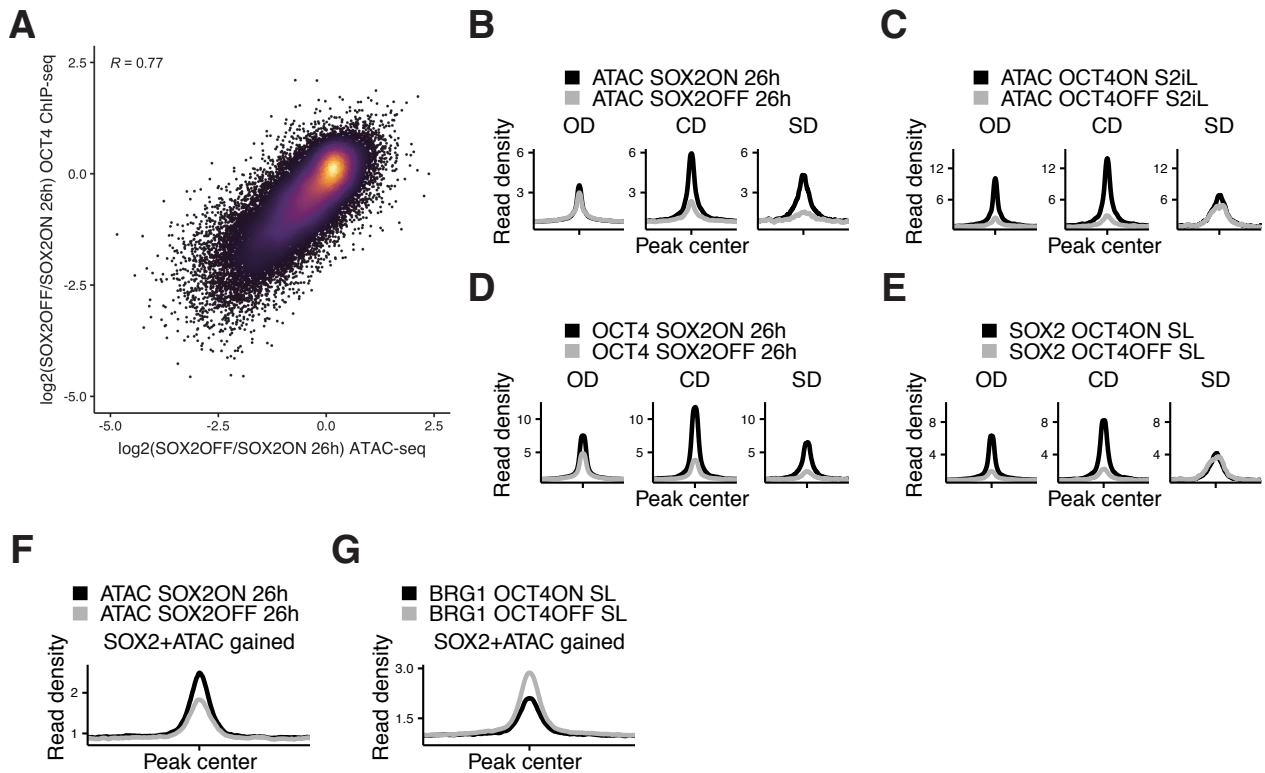 A
R = 0.77
log2(SOX2OFF/SOX2ON 26h) OCT4 ChIP-seq
2.5
0.0
-2.5
-5.0
-5.0 -2.5 0.0 2.5
log2(SOX2OFF/SOX2ON 26h) ATAC-seq
B
ATAC SOX2ON 26h
ATAC SOX2OFF 26h
OD CD SD
Read density
6 6 6
3 3 3
Peak center
C
ATAC OCT4ON S2iL
ATAC OCT4OFF S2iL
OD CD SD
Read density
12 12 12
6 6 6
Peak center
D
OCT4 SOX2ON 26h
OCT4 SOX2OFF 26h
OD CD SD
Read density
10 10 10
5 5 5
Peak center
E
SOX2 OCT4ON SL
SOX2 OCT4OFF SL
OD CD SD
Read density
8 8 8
4 4 4
Peak center
F
ATAC SOX2ON 26h
ATAC SOX2OFF 26h
SOX2+ATAC gained
Read density
2
1
Peak center
G
BRG1 OCT4ON SL
BRG1 OCT4OFF SL
SOX2+ATAC gained
Read density
3.0
1.5
Peak center